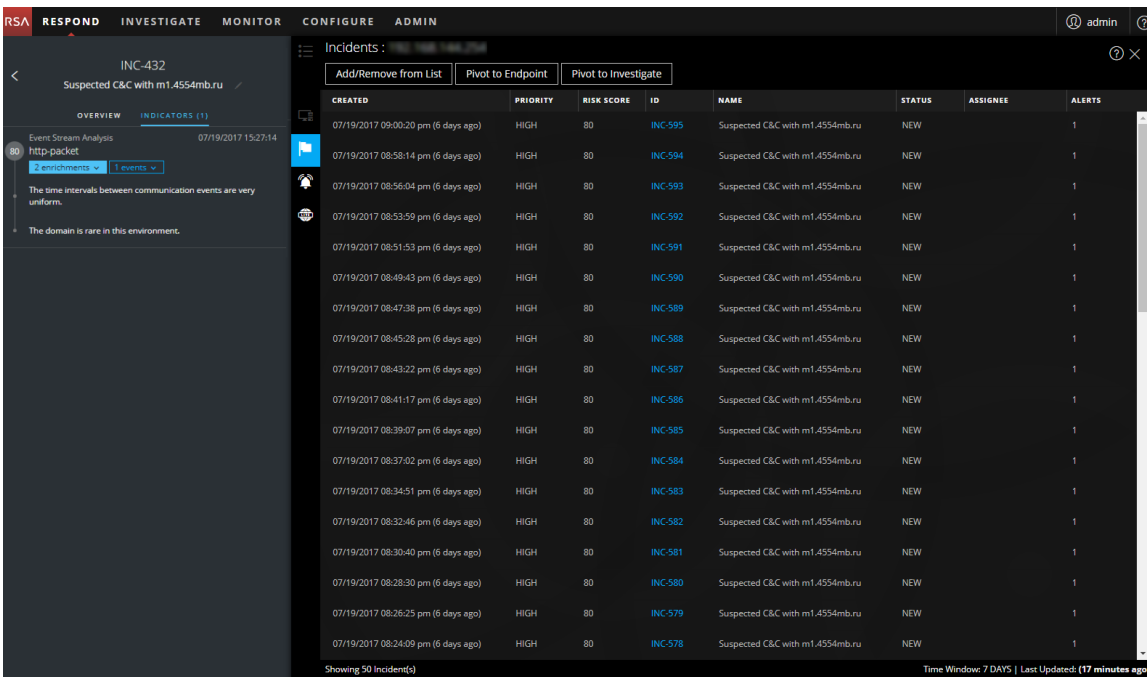 RSA RESPOND INVESTIGATE MONITOR CONFIGURE ADMIN admin
INC-432
Suspected C&C with m1.4554mb.ru
OVERVIEW INDICATORS (1)
Event Stream Analysis 07/19/2017 15:27:14
80 http-packet
2 enrichments 1 events
The time intervals between communication events are very
uniform.
The domain is rare in this environment.
Incidents :
Add/Remove from List Pivot to Endpoint Pivot to Investigate
CREATED PRIORITY RISK SCORE ID NAME STATUS ASSIGNEE ALERTS
07/19/2017 09:00:20 pm (6 days ago) HIGH 80 INC-595 Suspected C&C with m1.4554mb.ru NEW 1
07/19/2017 08:58:14 pm (6 days ago) HIGH 80 INC-594 Suspected C&C with m1.4554mb.ru NEW 1
07/19/2017 08:56:04 pm (6 days ago) HIGH 80 INC-593 Suspected C&C with m1.4554mb.ru NEW 1
07/19/2017 08:53:59 pm (6 days ago) HIGH 80 INC-592 Suspected C&C with m1.4554mb.ru NEW 1
07/19/2017 08:51:53 pm (6 days ago) HIGH 80 INC-591 Suspected C&C with m1.4554mb.ru NEW 1
07/19/2017 08:49:43 pm (6 days ago) HIGH 80 INC-590 Suspected C&C with m1.4554mb.ru NEW 1
07/19/2017 08:47:38 pm (6 days ago) HIGH 80 INC-589 Suspected C&C with m1.4554mb.ru NEW 1
07/19/2017 08:45:28 pm (6 days ago) HIGH 80 INC-588 Suspected C&C with m1.4554mb.ru NEW 1
07/19/2017 08:43:22 pm (6 days ago) HIGH 80 INC-587 Suspected C&C with m1.4554mb.ru NEW 1
07/19/2017 08:41:17 pm (6 days ago) HIGH 80 INC-586 Suspected C&C with m1.4554mb.ru NEW 1
07/19/2017 08:39:07 pm (6 days ago) HIGH 80 INC-585 Suspected C&C with m1.4554mb.ru NEW 1
07/19/2017 08:37:02 pm (6 days ago) HIGH 80 INC-584 Suspected C&C with m1.4554mb.ru NEW 1
07/19/2017 08:34:51 pm (6 days ago) HIGH 80 INC-583 Suspected C&C with m1.4554mb.ru NEW 1
07/19/2017 08:32:46 pm (6 days ago) HIGH 80 INC-582 Suspected C&C with m1.4554mb.ru NEW 1
07/19/2017 08:30:40 pm (6 days ago) HIGH 80 INC-581 Suspected C&C with m1.4554mb.ru NEW 1
07/19/2017 08:28:30 pm (6 days ago) HIGH 80 INC-580 Suspected C&C with m1.4554mb.ru NEW 1
07/19/2017 08:26:25 pm (6 days ago) HIGH 80 INC-579 Suspected C&C with m1.4554mb.ru NEW 1
07/19/2017 08:24:09 pm (6 days ago) HIGH 80 INC-578 Suspected C&C with m1.4554mb.ru NEW 1
Showing 50 Incident(s) Time Window: 7 DAYS | Last Updated: (17 minutes ago